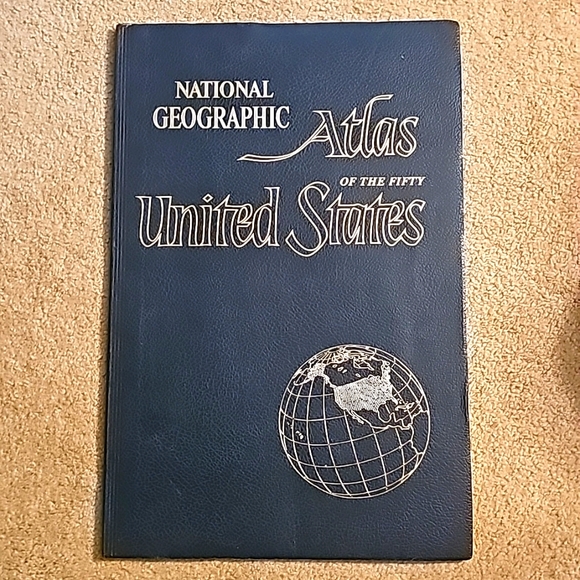 NATIONAL
GEOGRAPHIC
Atlas
OF THE FIFTY
United States